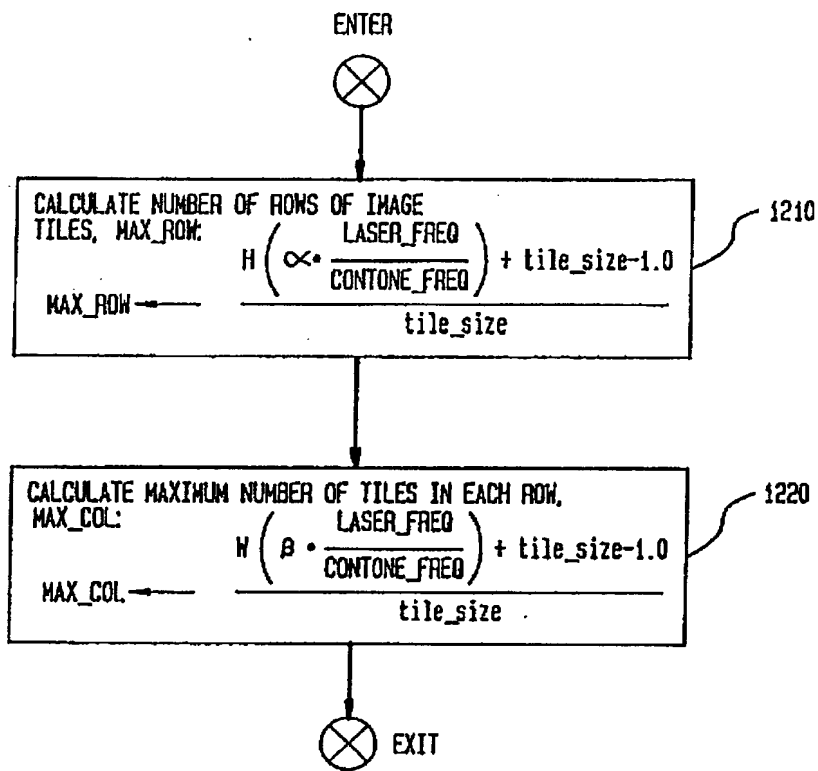 ENTER
CALCULATE NUMBER OF ROWS OF IMAGE
TILES, MAX_ROW:
MAX_ROW ← H ( ∝ • LASER_FREQ / CONTONE_FREQ ) + tile_size-1.0
tile_size
1210
CALCULATE MAXIMUM NUMBER OF TILES IN EACH ROW,
MAX_COL:
MAX_COL ← W ( β • LASER_FREQ / CONTONE_FREQ ) + tile_size-1.0
tile_size
1220
EXIT